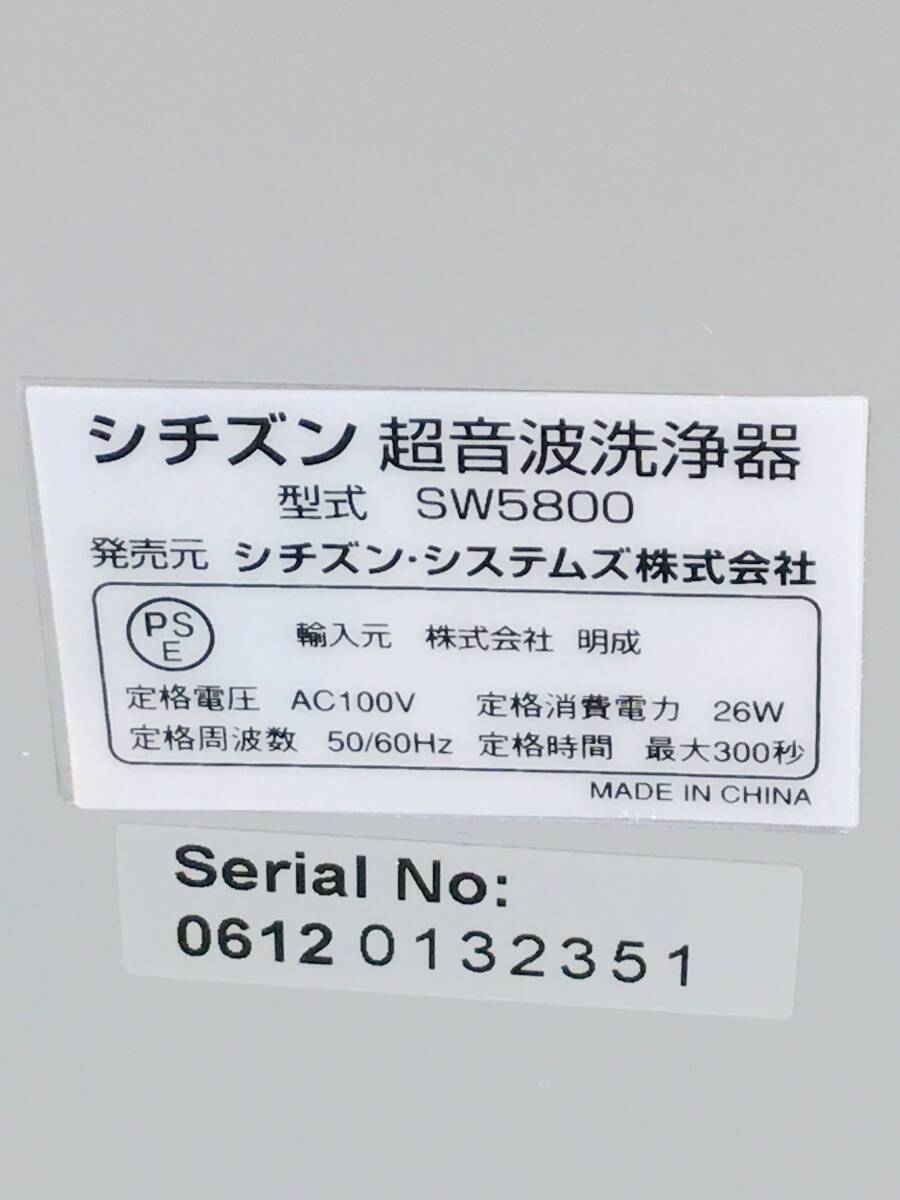 シチズン 超音波洗浄器
型式 SW5800
発売元 シチズン・システムズ株式会社
PS
E
輸入元 株式会社 明成
定格電圧 AC100V 定格消費電力 26W
定格周波数 50/60Hz 定格時間 最大300秒
MADE IN CHINA
Serial No:
0612 0132351